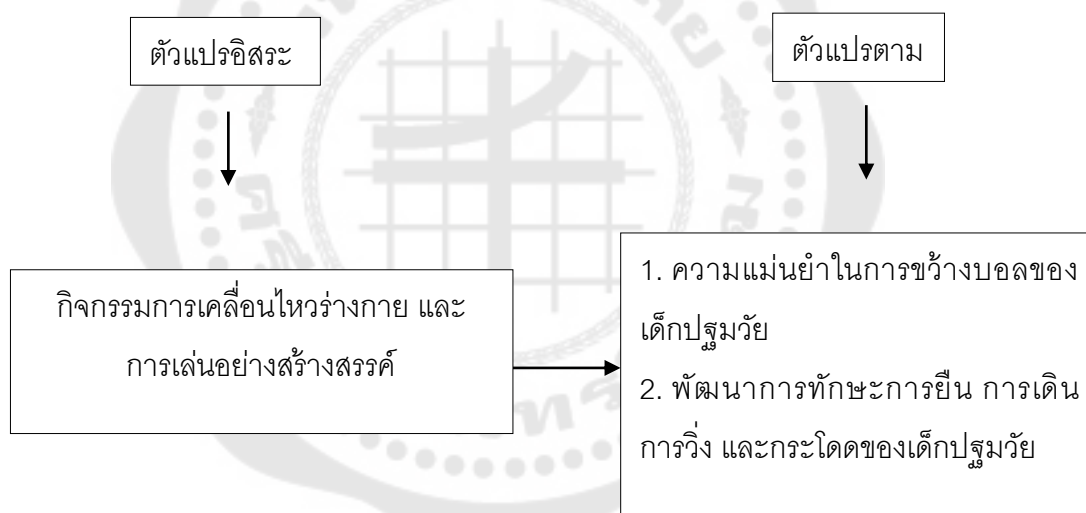 ตัวแปรอิสระ
ตัวแปรตาม
กิจกรรมการเคลื่อนไหวร่างกาย และ
การเล่นอย่างสร้างสรรค์
1. ความแม่นยำในการขว้างบอลของ
เด็กปฐมวัย
2. พัฒนาการทักษะการยืน การเดิน
การวิ่ง และกระโดดของเด็กปฐมวัย